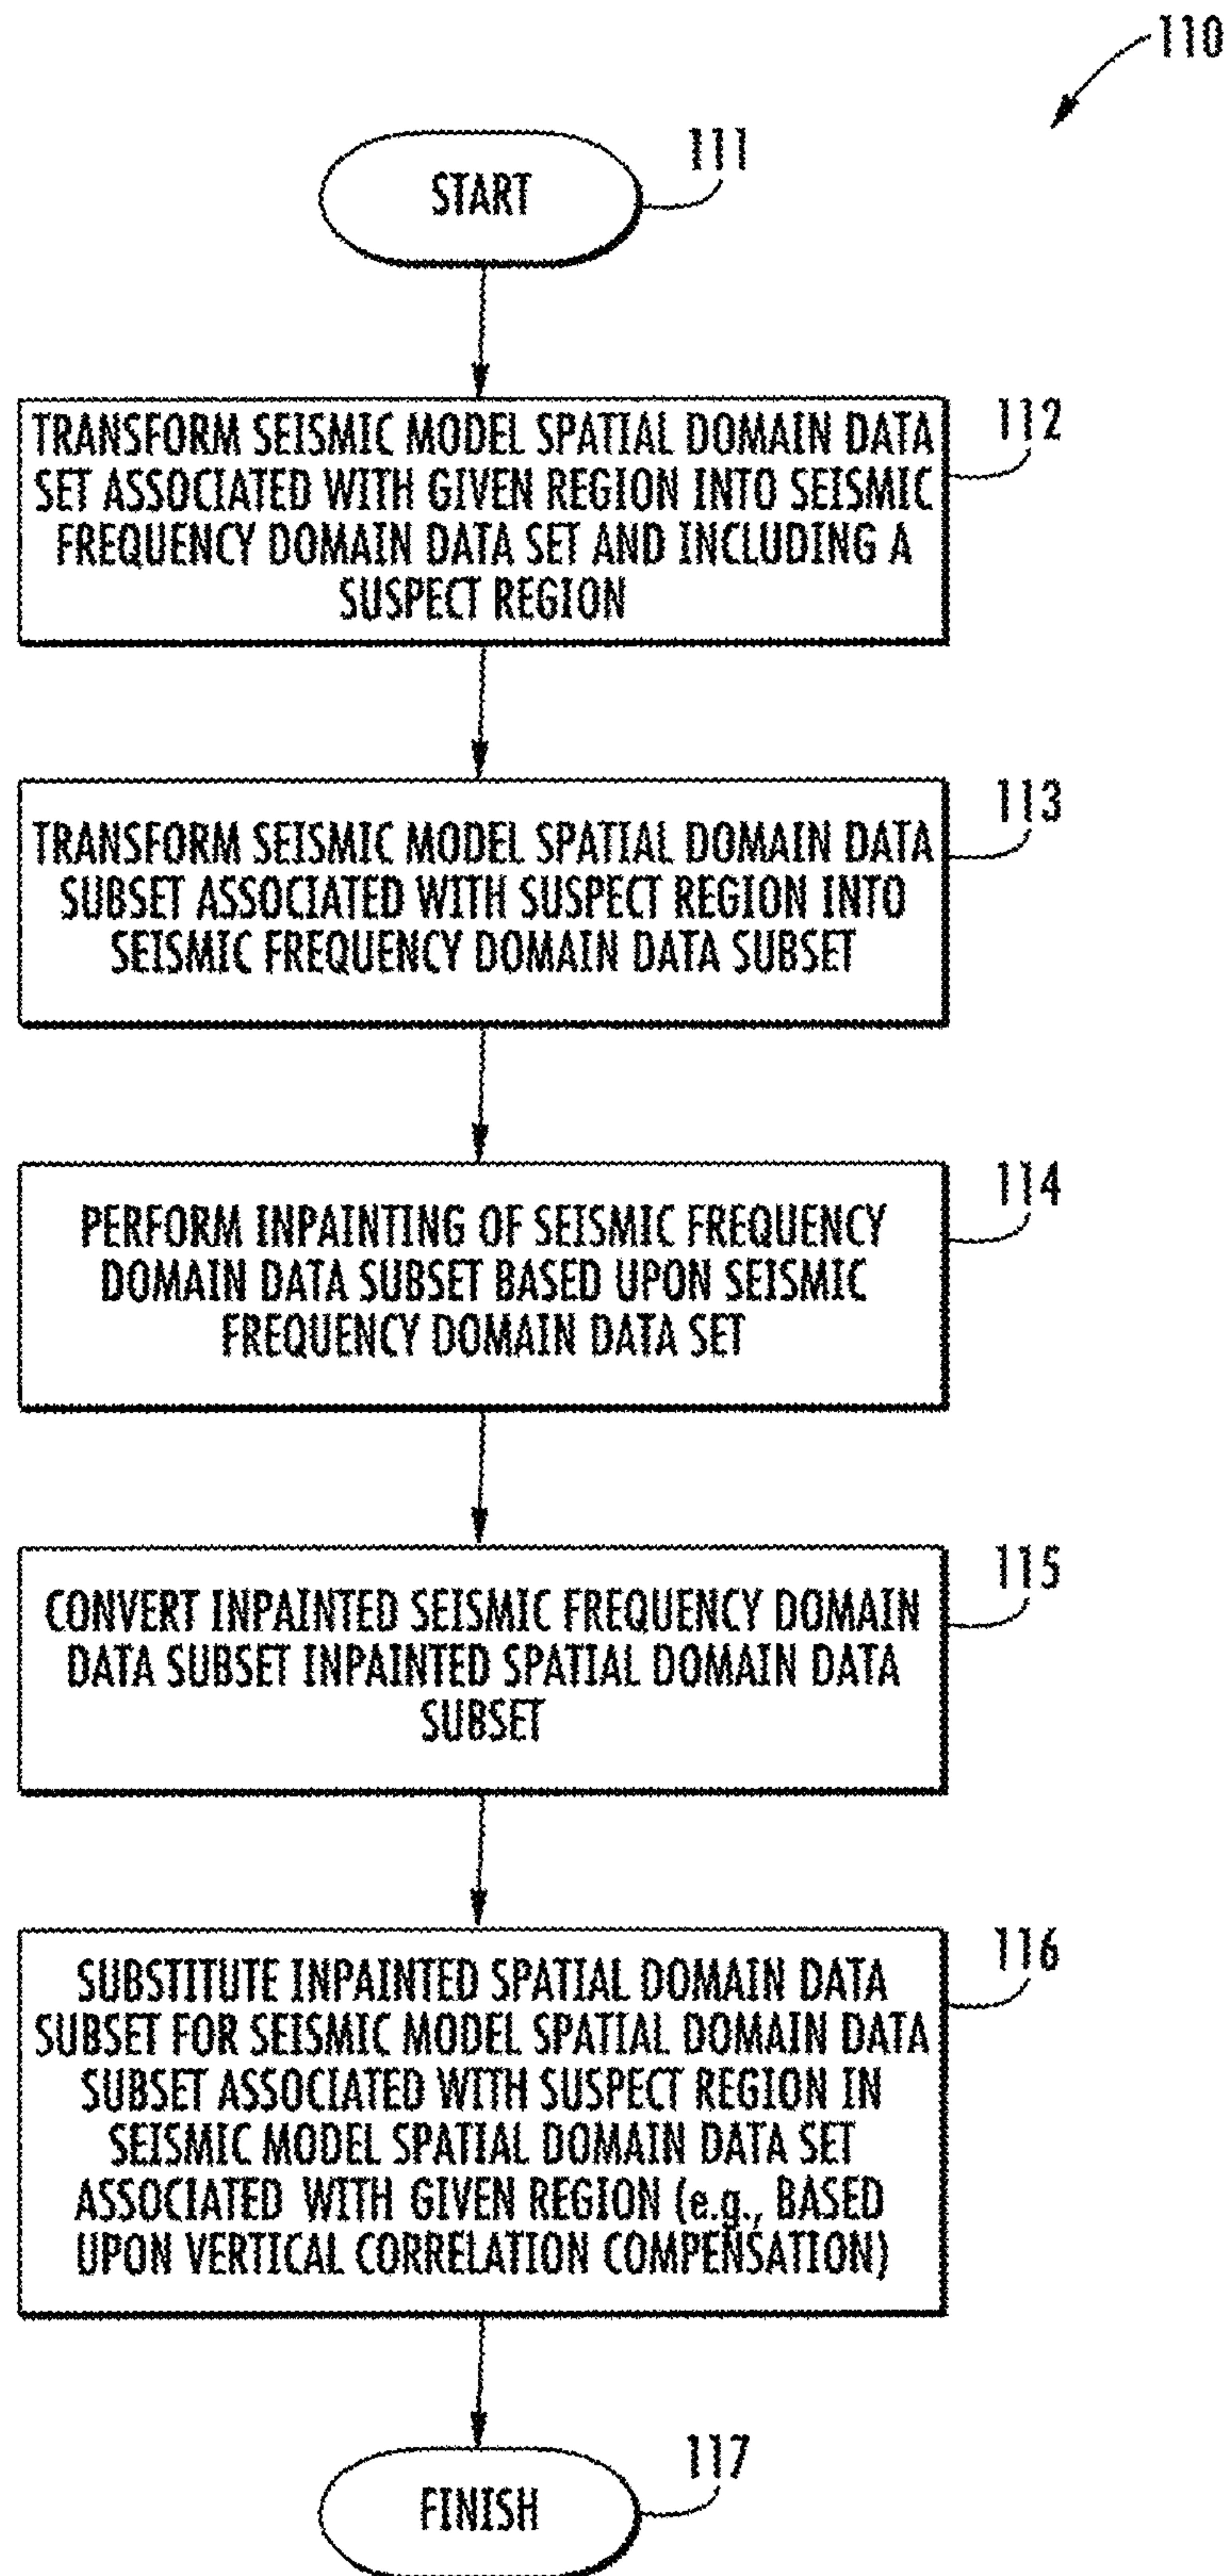 110
START
111
TRANSFORM SEISMIC MODEL SPATIAL DOMAIN DATA
SET ASSOCIATED WITH GIVEN REGION INTO SEISMIC
FREQUENCY DOMAIN DATA SET AND INCLUDING A
SUSPECT REGION
112
TRANSFORM SEISMIC MODEL SPATIAL DOMAIN DATA
SUBSET ASSOCIATED WITH SUSPECT REGION INTO
SEISMIC FREQUENCY DOMAIN DATA SUBSET
113
PERFORM INPAINTING OF SEISMIC FREQUENCY
DOMAIN DATA SUBSET BASED UPON SEISMIC
FREQUENCY DOMAIN DATA SET
114
CONVERT INPAINTED SEISMIC FREQUENCY DOMAIN
DATA SUBSET INPAINTED SPATIAL DOMAIN DATA
SUBSET
115
SUBSTITUTE INPAINTED SPATIAL DOMAIN DATA
SUBSET FOR SEISMIC MODEL SPATIAL DOMAIN DATA
SUBSET ASSOCIATED WITH SUSPECT REGION IN
SEISMIC MODEL SPATIAL DOMAIN DATA SET
ASSOCIATED WITH GIVEN REGION (e.g., BASED
UPON VERTICAL CORRELATION COMPENSATION)
116
FINISH
117